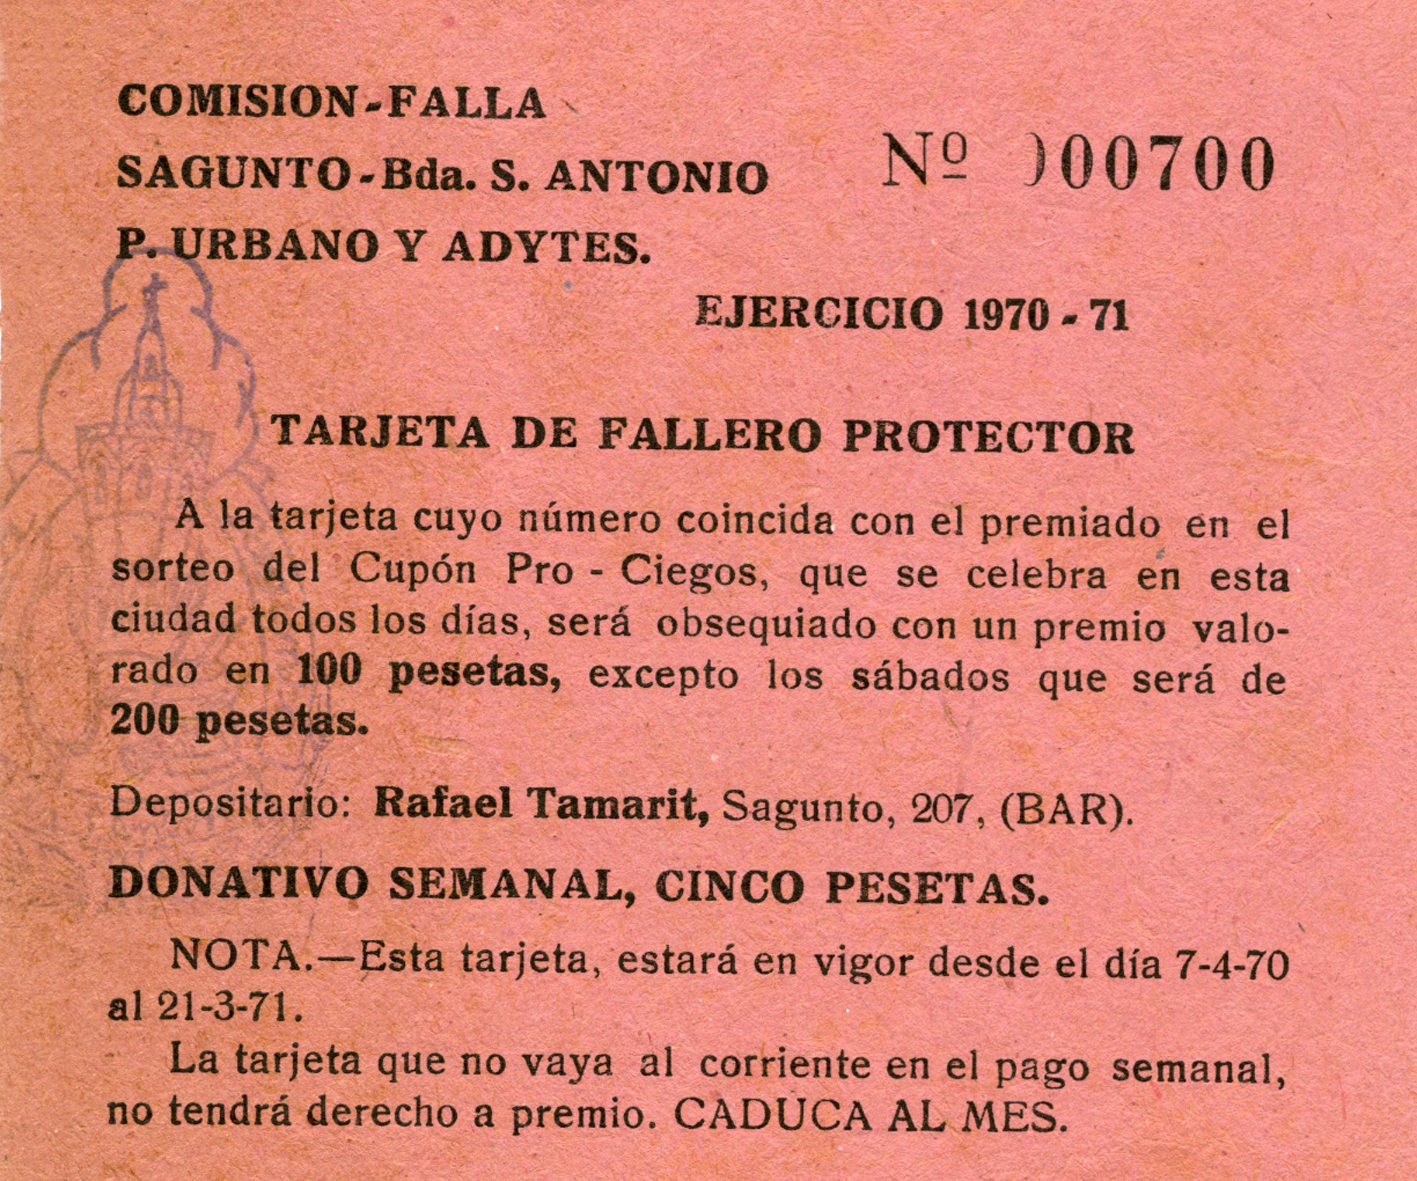 COMISION-FALLA
SAGUNTO-Bda. S. ANTONIO
Nº 000700
P. URBANO Y ADYTES.
EJERCICIO 1970-71
TARJETA DE FALLERO PROTECTOR
A la tarjeta cuyo número coincida con el premiado en el
sorteo del Cupón Pro - Ciegos, que se celebra en esta
ciudad todos los días, será obsequiado con un premio valo-
rado en 100 pesetas, excepto los sábados que será de
200 pesetas.
Depositario: Rafael Tamarit, Sagunto, 207, (BAR).
DONATIVO SEMANAL, CINCO PESETAS.
NOTA.—Esta tarjeta, estará en vigor desde el día 7-4-70
al 21-3-71.
La tarjeta que no vaya al corriente en el pago semanal,
no tendrá derecho a premio. CADUCA AL MES.